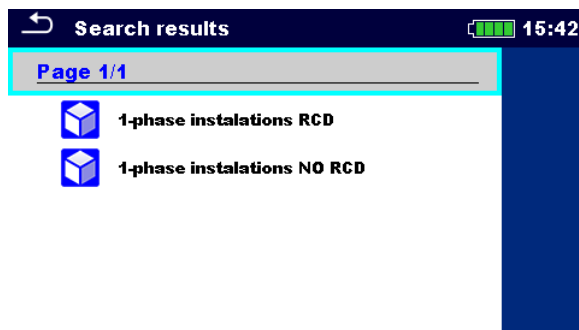 Search results
15:42
Page 1/1
1-phase instalations RCD
1-phase instalations NO RCD